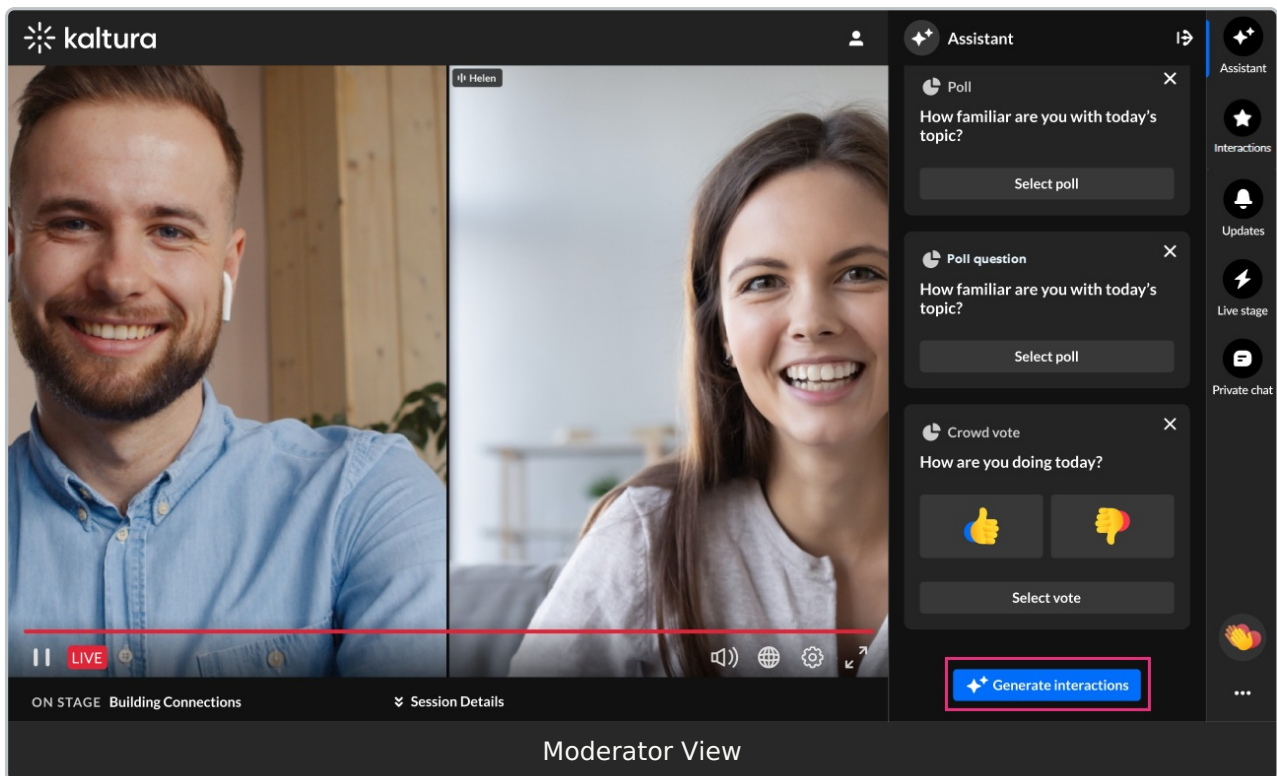 kaltura
Helen
LIVE
ON STAGE Building Connections
Session Details
Assistant
Poll
How familiar are you with today's
topic?
Select poll
Poll question
How familiar are you with today's
topic?
Select poll
Crowd vote
How are you doing today?
Select vote
Generate interactions
Assistant
Interactions
Updates
Live stage
Private chat
Moderator View